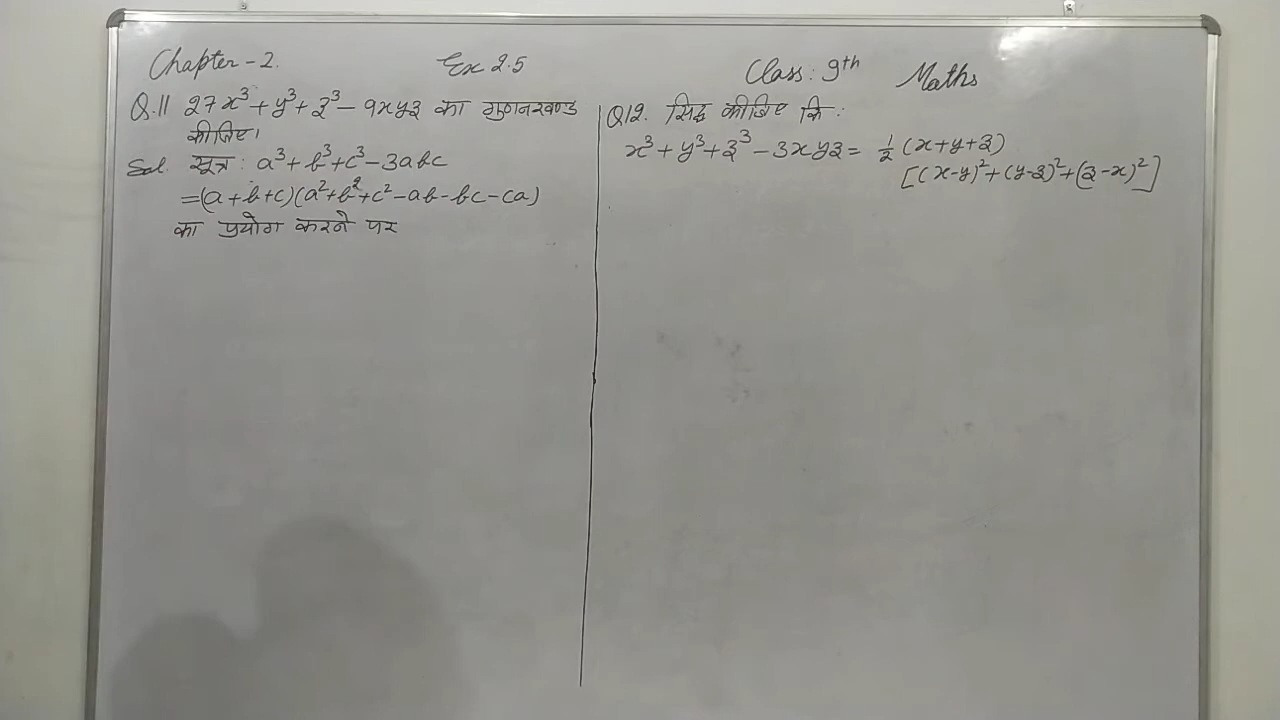 Chapter - 2. Ex 2.5 Class: 9th Maths
Q.11 27x³ + y³ + z³ - 9xyz का गुणनखण्ड
कीजिए।
Sol. सूत्र: a³ + b³ + c³ - 3abc
= (a + b + c)(a² + b² + c² - ab - bc - ca)
का प्रयोग करने पर
Q12. सिद्ध कीजिए कि:
x³ + y³ + z³ - 3xyz = ½ (x + y + z)
[(x - y)² + (y - z)² + (z - x)²]